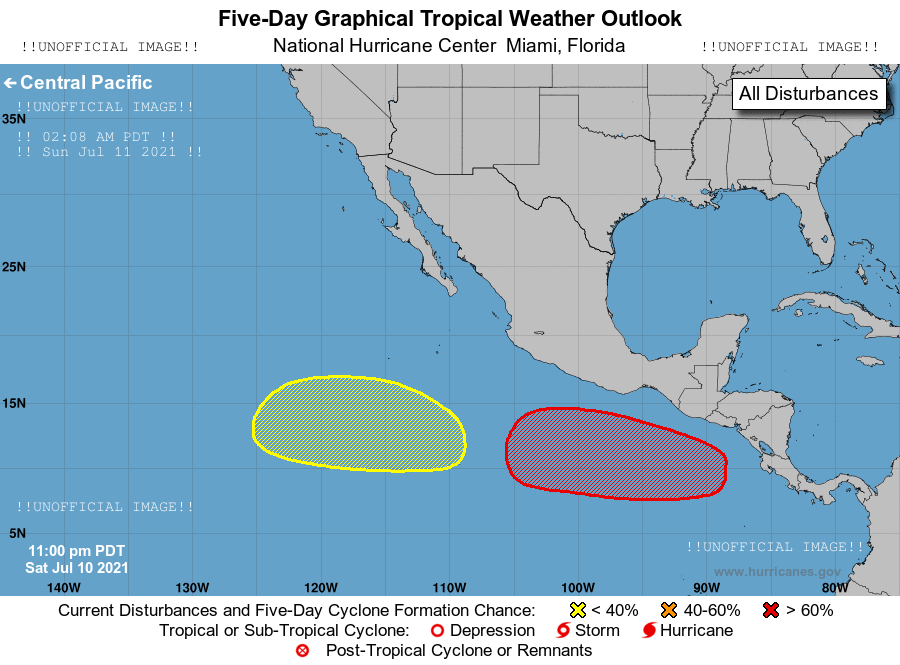 Five-Day Graphical Tropical Weather Outlook
!!UNOFFICIAL IMAGE!! National Hurricane Center  Miami, Florida !!UNOFFICIAL IMAGE!!
← Central Pacific
All Disturbances
!!UNOFFICIAL IMAGE!!
35N
!! 02:08 AM PDT !!
!! Sun Jul 11 2021 !!
25N
15N
!!UNOFFICIAL IMAGE!!
5N
!!UNOFFICIAL IMAGE!!
11:00 pm PDT
Sat Jul 10 2021
www.hurricanes.gov
140W 130W 120W 110W 100W 90W 80W
Current Disturbances and Five-Day Cyclone Formation Chance: < 40% 40-60% > 60%
Tropical or Sub-Tropical Cyclone: Depression Storm Hurricane
Post-Tropical Cyclone or Remnants